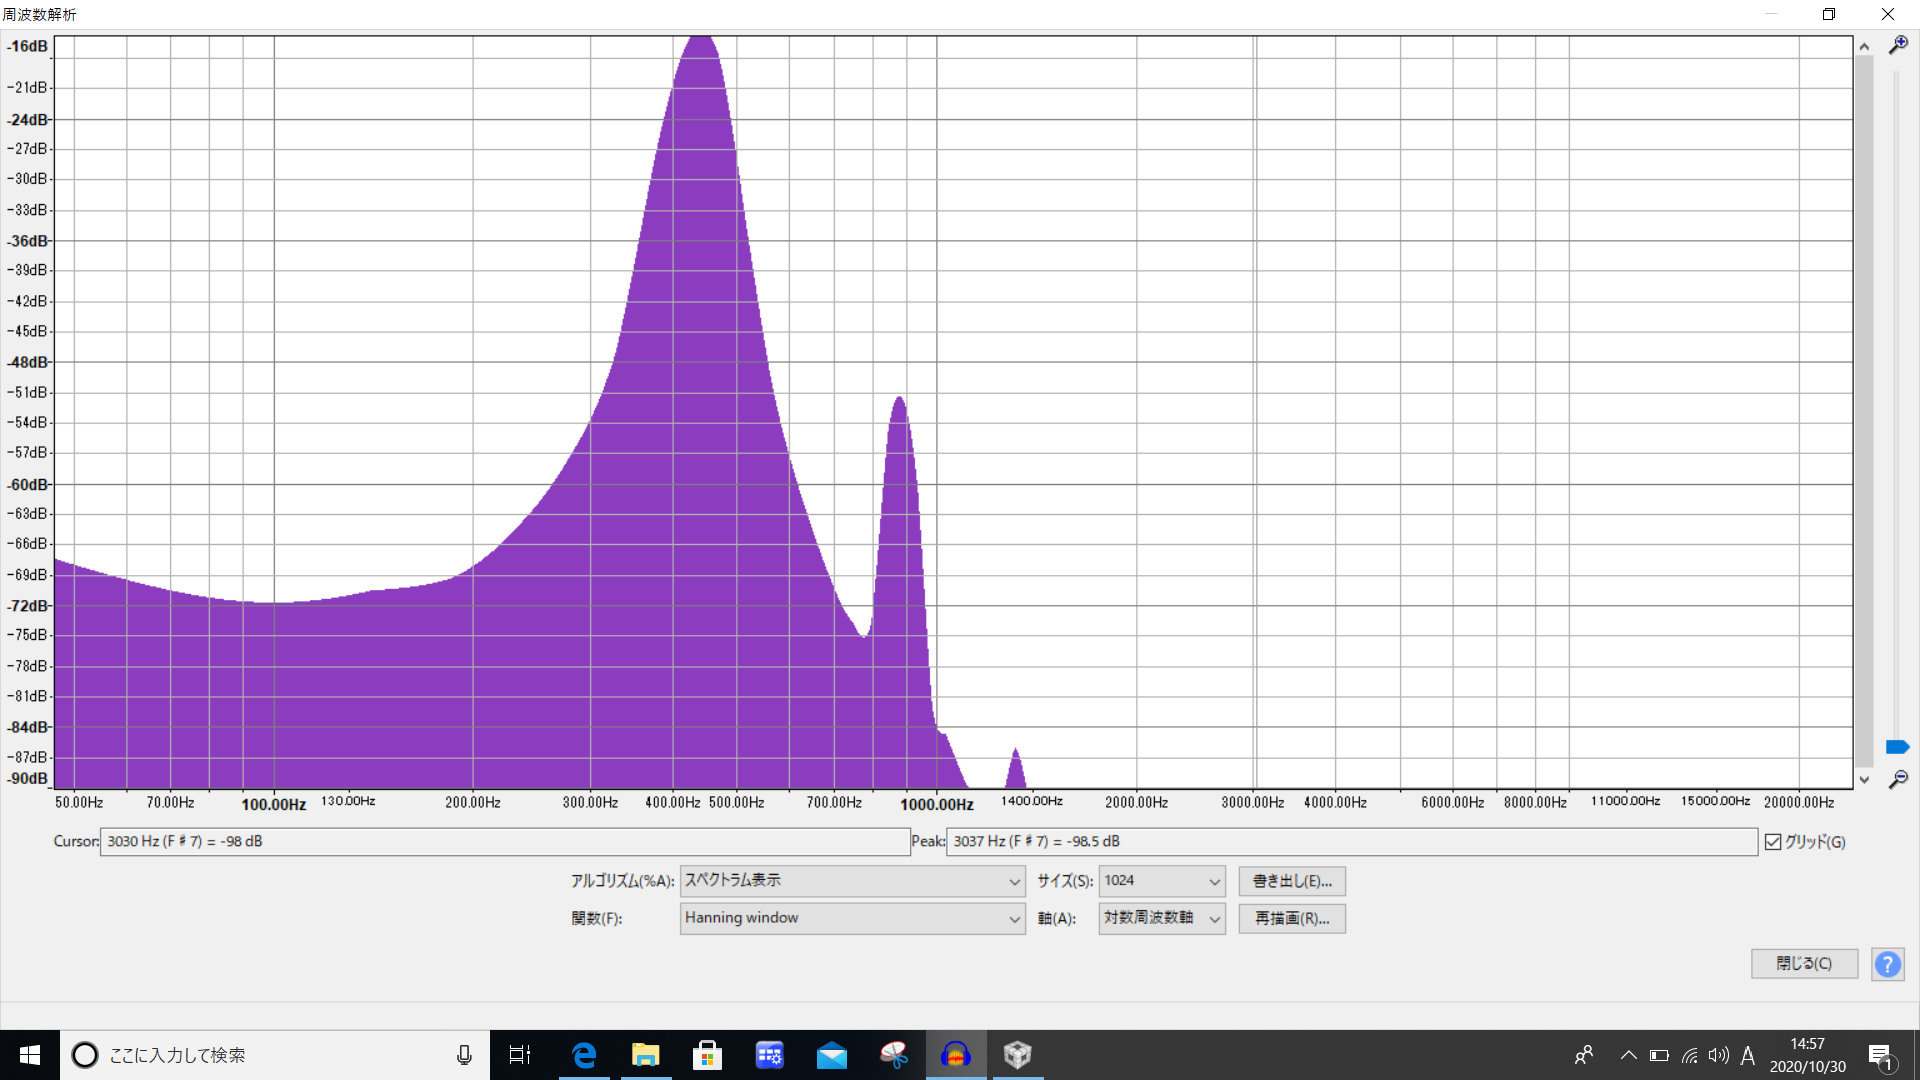 周波数解析
-16dB
-21dB
-24dB
-27dB
-30dB
-33dB
-36dB
-39dB
-42dB
-45dB
-48dB
-51dB
-54dB
-57dB
-60dB
-63dB
-66dB
-69dB
-72dB
-75dB
-78dB
-81dB
-84dB
-87dB
-90dB
50.00Hz 70.00Hz 100.00Hz 130.00Hz 200.00Hz 300.00Hz 400.00Hz 500.00Hz 700.00Hz 1000.00Hz 1400.00Hz 2000.00Hz 3000.00Hz 4000.00Hz 6000.00Hz 8000.00Hz 11000.00Hz 15000.00Hz 20000.00Hz
Cursor: 3030 Hz (F♯7) = -98 dB Peak: 3037 Hz (F♯7) = -98.5 dB グリッド(G)
アルゴリズム(%A): スペクトラム表示 サイズ(S): 1024 書き出し(E)...
関数(F): Hanning window 軸(A): 対数周波数軸 再描画(R)...
閉じる(C) ?
ここに入力して検索
A
14:57
2020/10/30
1